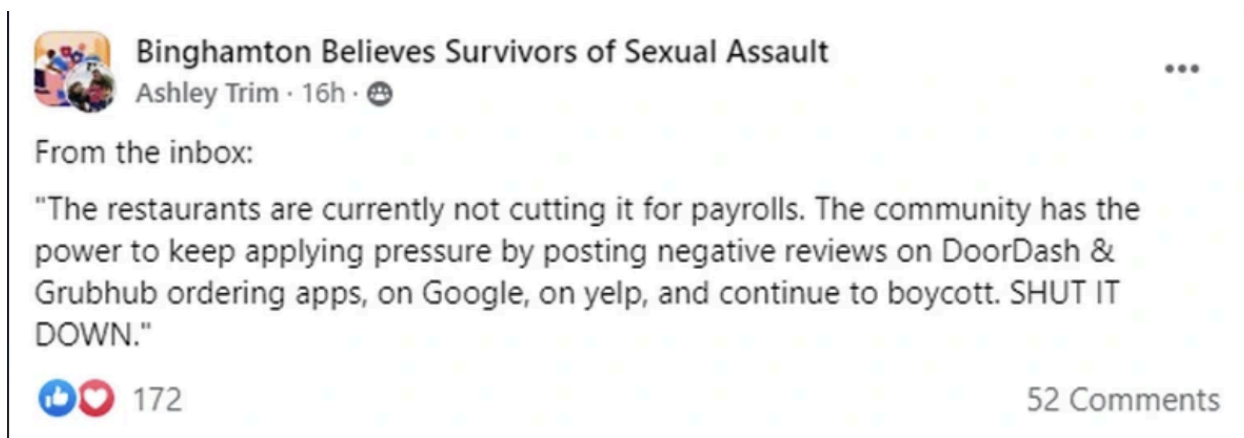 Binghamton Believes Survivors of Sexual Assault
Ashley Trim · 16h ·
From the inbox:
"The restaurants are currently not cutting it for payrolls. The community has the
power to keep applying pressure by posting negative reviews on DoorDash &
Grubhub ordering apps, on Google, on yelp, and continue to boycott. SHUT IT
DOWN."
172
52 Comments